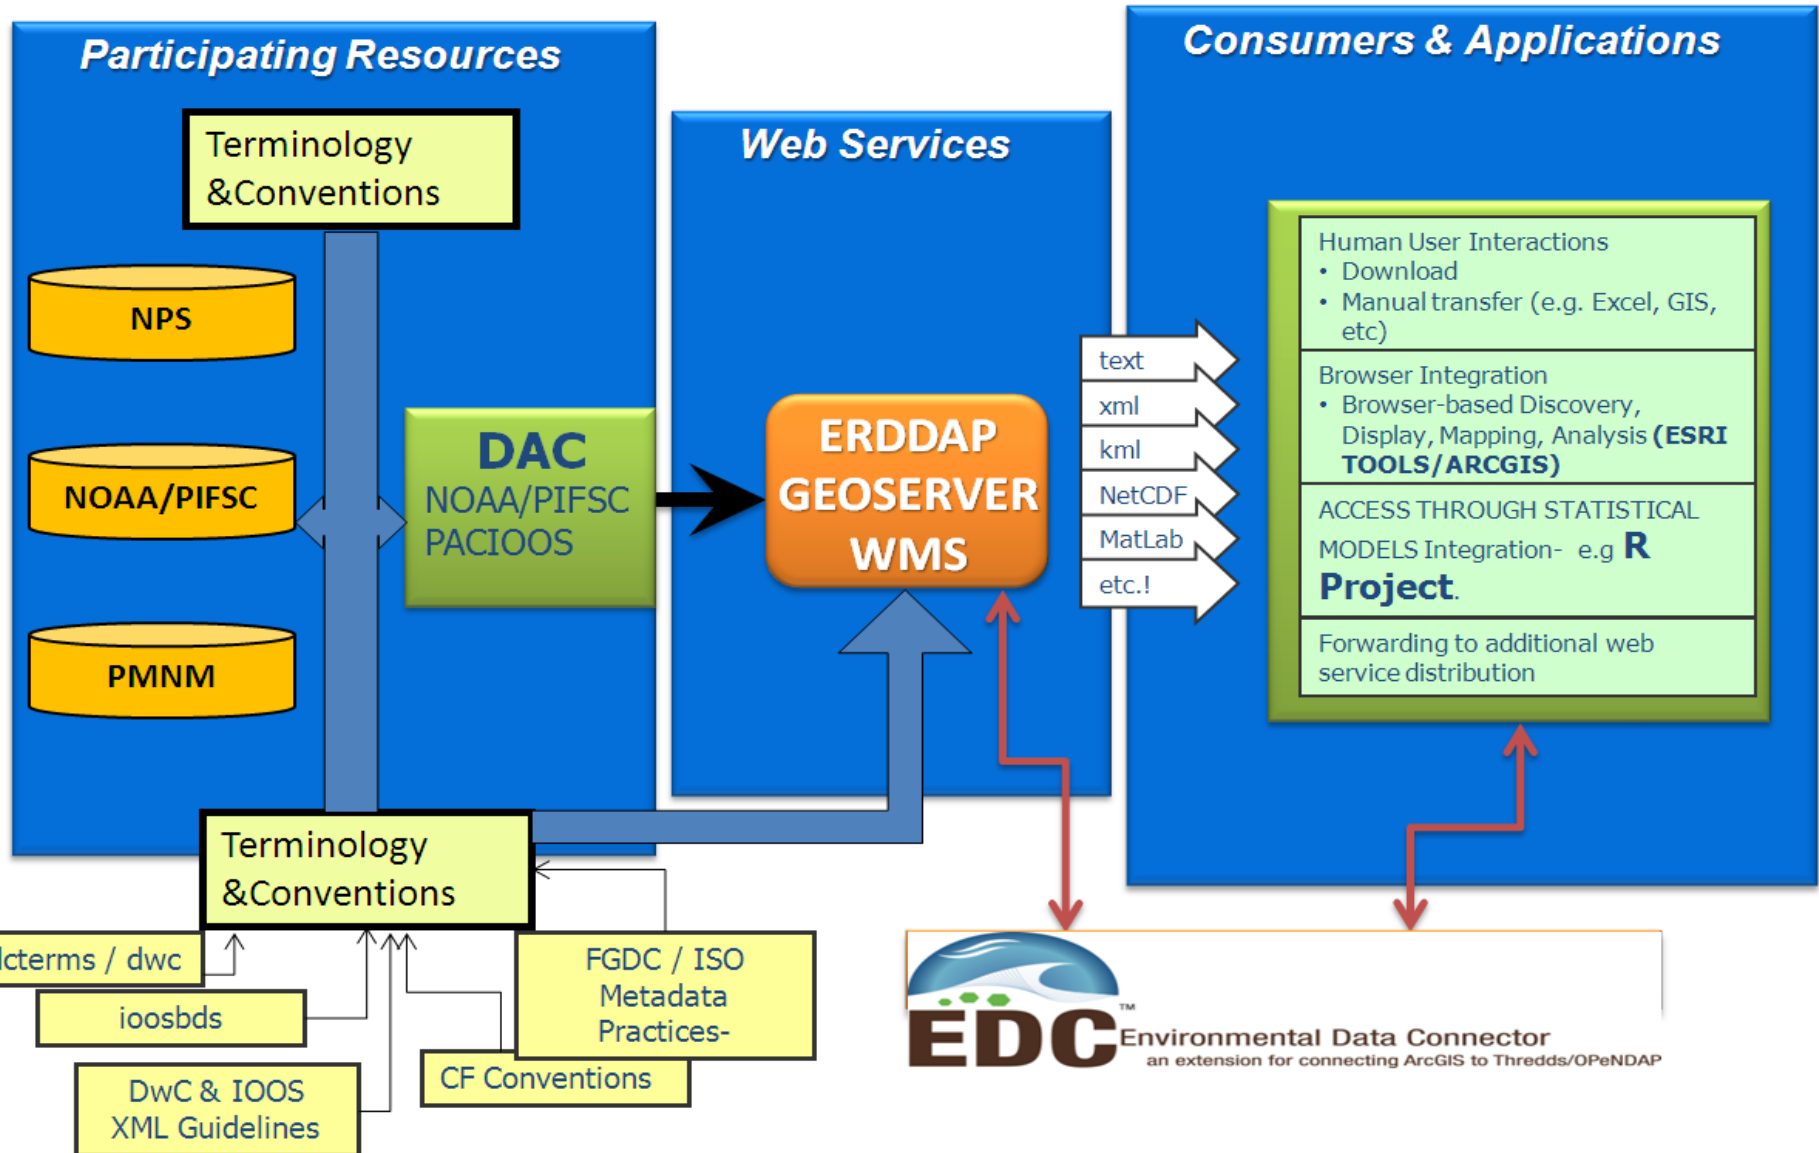 Participating Resources
Terminology
&Conventions
NPS
NOAA/PIFSC
PMNM
DAC
NOAA/PIFSC
PACIOOS
Terminology
&Conventions
dcterms / dwc
ioosbds
DwC & IOOS
XML Guidelines
CF Conventions
FGDC / ISO
Metadata
Practices-
Web Services
ERDDAP
GEOSERVER
WMS
text
xml
kml
NetCDF
MatLab
etc.!
Consumers & Applications
Human User Interactions
• Download
• Manual transfer (e.g. Excel, GIS,
etc)
Browser Integration
• Browser-based Discovery,
Display, Mapping, Analysis (ESRI
TOOLS/ARCGIS)
ACCESS THROUGH STATISTICAL
MODELS Integration- e.g R
Project.
Forwarding to additional web
service distribution
EDC™
Environmental Data Connector
an extension for connecting ArcGIS to Thredds/OPeNDAP